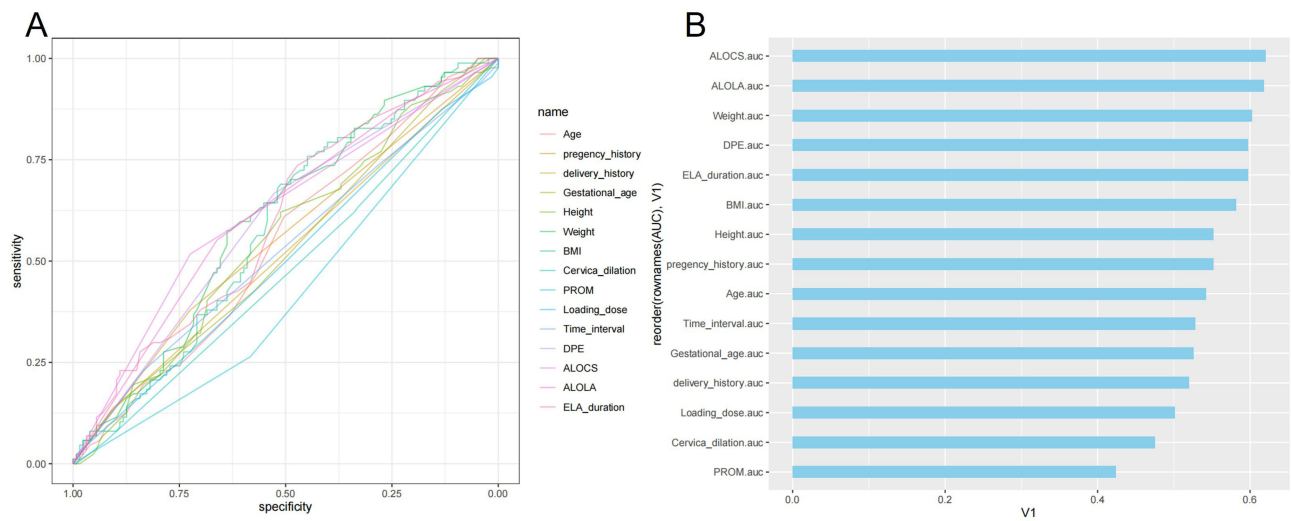 A
1.00
0.75
0.50
0.25
0.00
sensitivity
1.00
0.75
0.50
0.25
0.00
specificity
name
Age
pregency_history
delivery_history
Gestational_age
Height
Weight
BMI
Cervica_dilation
PROM
Loading_dose
Time_interval
DPE
ALOCS
ALOLA
ELA_duration
B
reorder(rownames(AUC), V1)
ALOCS.auc
ALOLA.auc
Weight.auc
DPE.auc
ELA_duration.auc
BMI.auc
Height.auc
pregency_history.auc
Age.auc
Time_interval.auc
Gestational_age.auc
delivery_history.auc
Loading_dose.auc
Cervica_dilation.auc
PROM.auc
0.0
0.2
0.4
0.6
V1